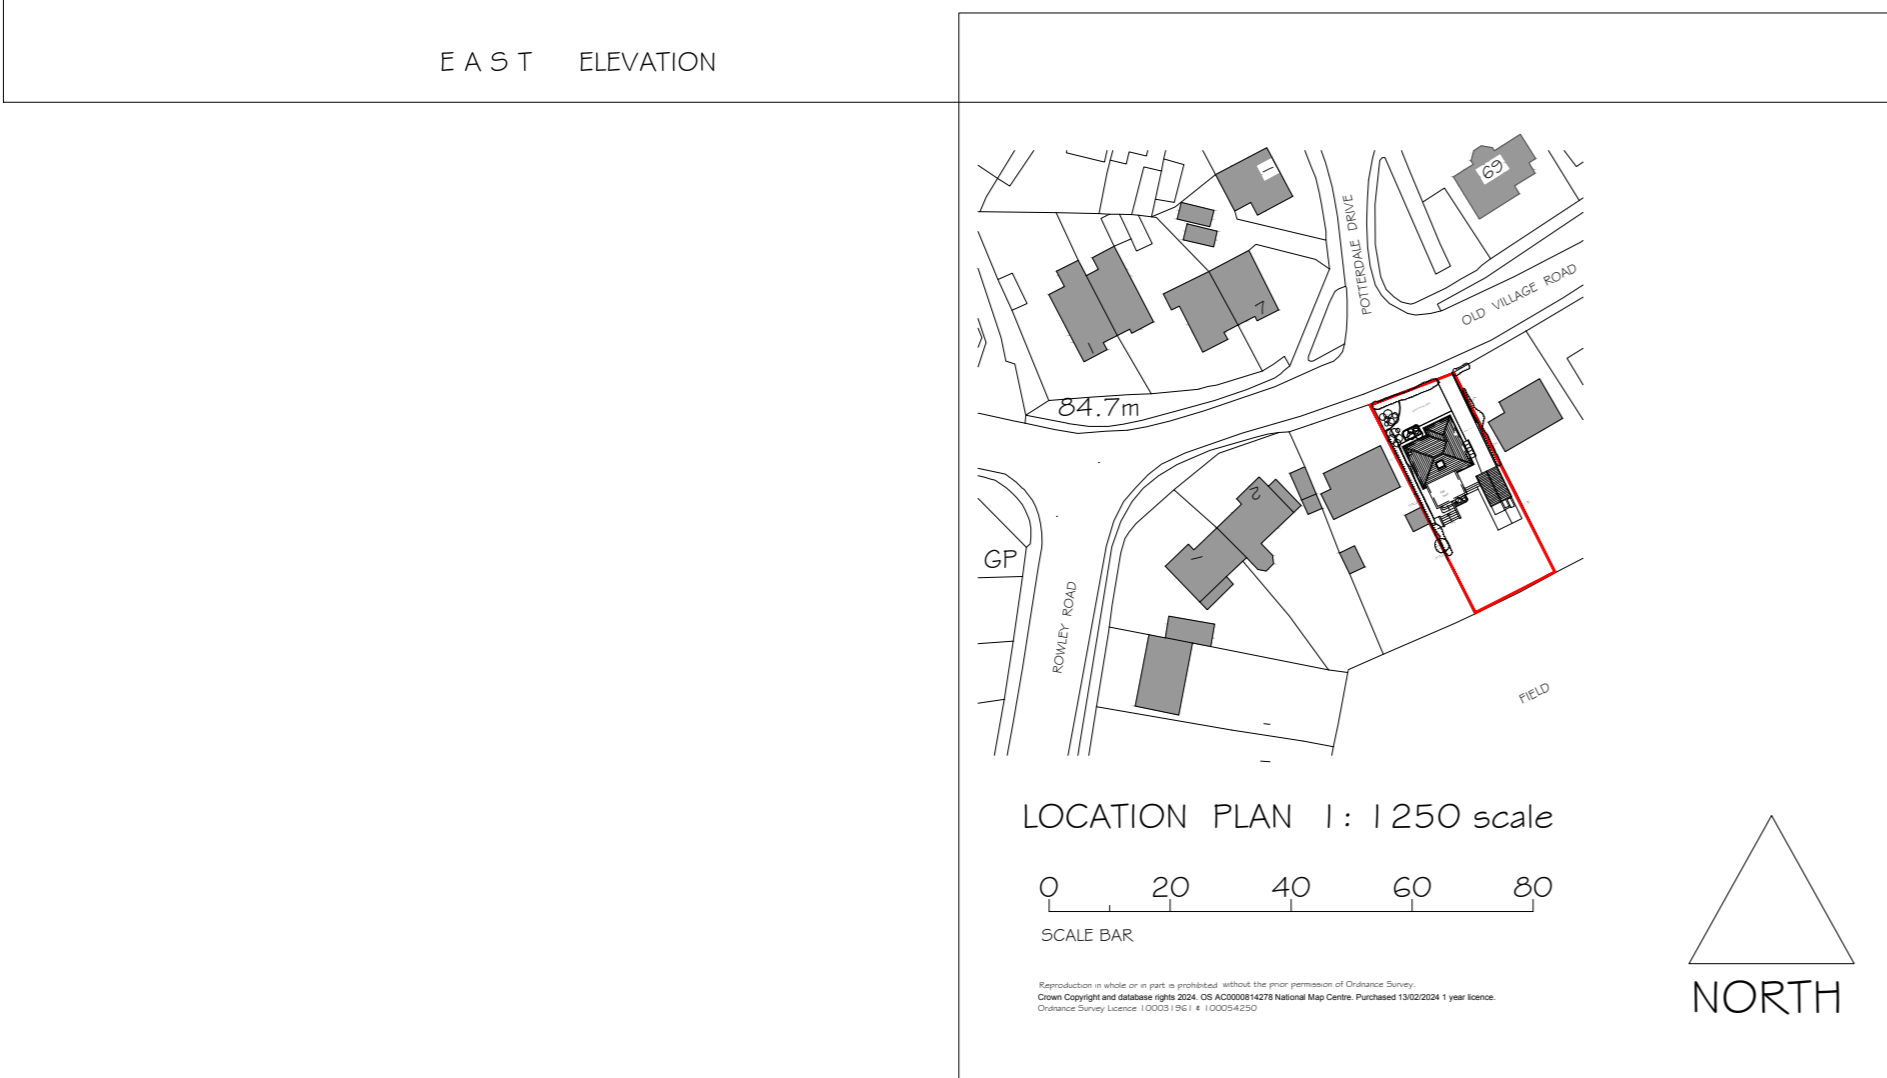 EAST ELEVATION
1
69
POTTERDALE DRIVE
OLD VILLAGE ROAD
7
1
84.7m
2
1
GP
ROWLEY ROAD
FIELD
LOCATION PLAN 1: 1250 scale
0 20 40 60 80
SCALE BAR
NORTH
Reproduction in whole or in part is prohibited without the prior permission of Ordnance Survey.
Crown Copyright and database rights 2024. OS AC0000814278 National Map Centre. Purchased 13/02/2024 1 year licence.
Ordnance Survey Licence 100031961 & 100054250